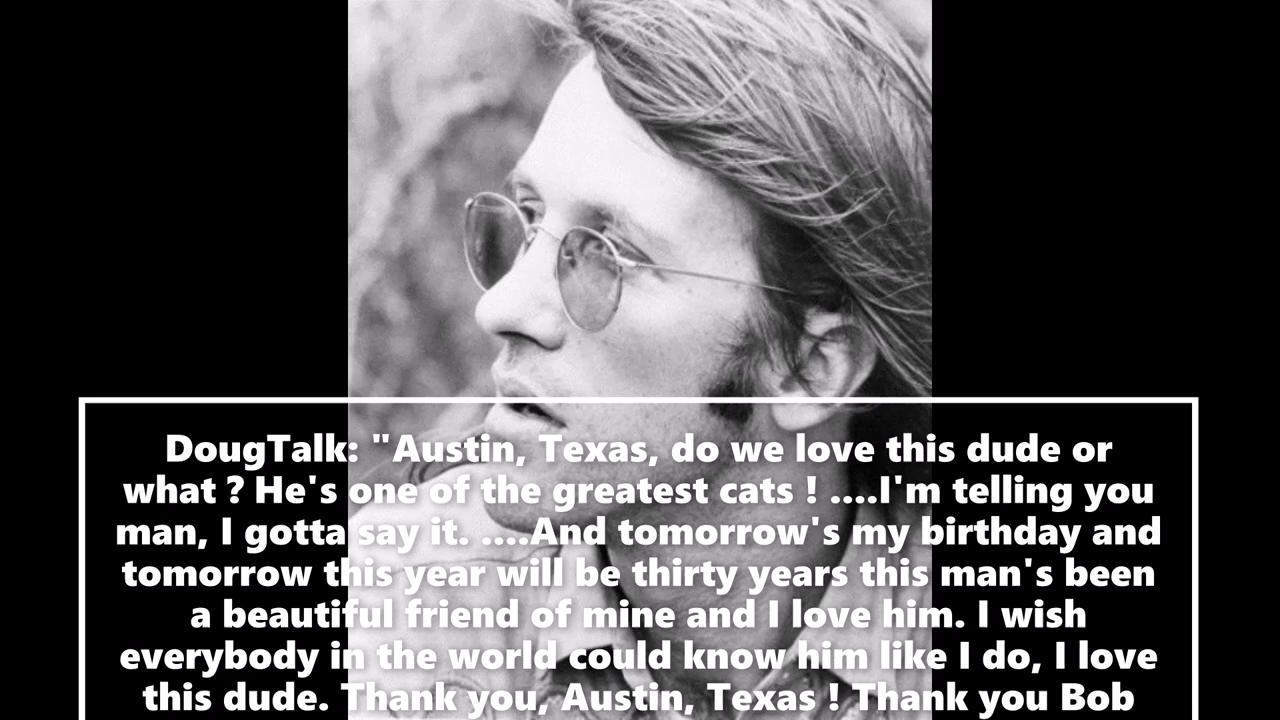 DougTalk: "Austin, Texas, do we love this dude or
what ? He's one of the greatest cats ! ....I'm telling you
man, I gotta say it. ....And tomorrow's my birthday and
tomorrow this year will be thirty years this man's been
a beautiful friend of mine and I love him. I wish
everybody in the world could know him like I do, I love
this dude. Thank you, Austin, Texas ! Thank you Bob